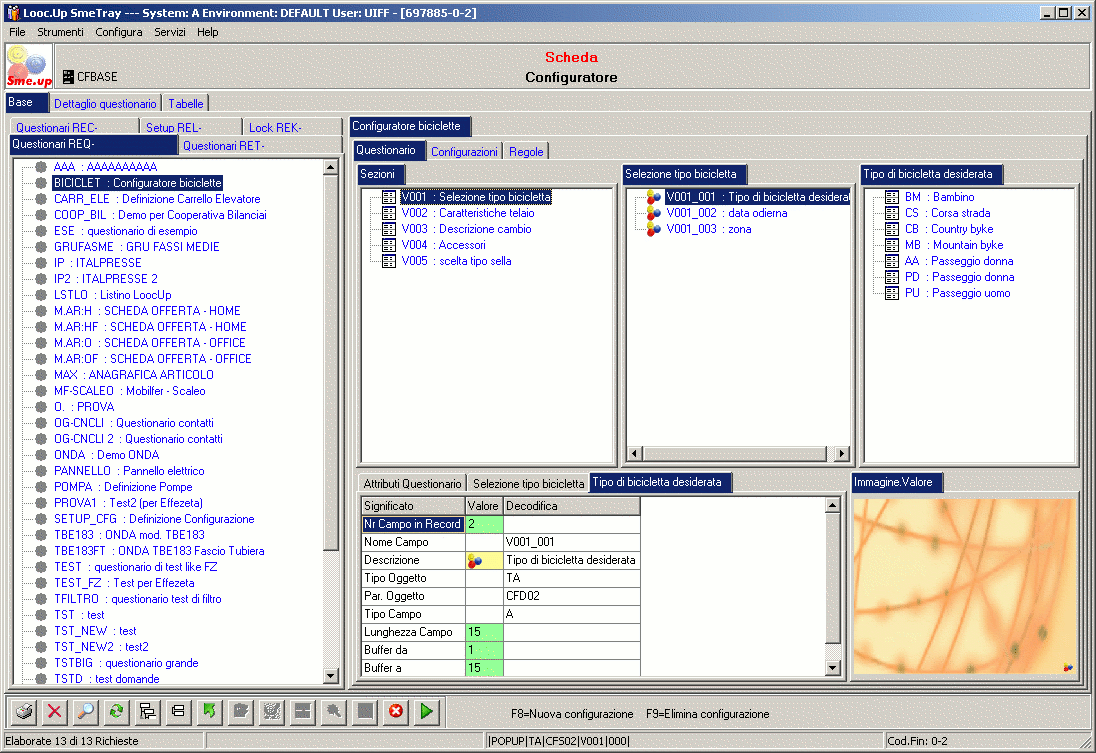 Looc.Up SmeTray --- System: A Environment: DEFAULT User: UIFF - [697885-0-2]
File Strumenti Configura Servizi Help
Sme.up
CFBASE
Scheda
Configuratore
Base Dettaglio questionario Tabelle
Questionari REC- Setup REL- Lock REK-
Questionari REQ- Questionari RET-
AAA : AAAAAAAAAA
BICICLET : Configuratore biciclette
CARR_ELE : Definizione Carrello Elevatore
COOP_BIL : Demo per Cooperativa Bilanciai
ESE : questionario di esempio
GRUFASME : GRU FASSI MEDIE
IP : ITALPRESSE
IP2 : ITALPRESSE 2
LSTLO : Listino LoocUp
M.AR:H : SCHEDA OFFERTA - HOME
M.AR:HF : SCHEDA OFFERTA - HOME
M.AR:O : SCHEDA OFFERTA - OFFICE
M.AR:OF : SCHEDA OFFERTA - OFFICE
MAX : ANAGRAFICA ARTICOLO
MF-SCALEO : Mobilfer - Scaleo
O. : PROVA
OG-CNCLI : Questionario contatti
OG-CNCLI 2 : Questionario contatti
ONDA : Demo ONDA
PANNELLO : Pannello elettrico
POMPA : Definizione Pompe
PROVA1 : Test2 (per Effezeta)
SETUP_CFG : Definizione Configurazione
TBE183 : ONDA mod. TBE183
TBE183FT : ONDA TBE183 Fascio Tubiera
TEST : questionario di test like FZ
TEST_FZ : Test per Effezeta
TFILTRO : questionario test di filtro
TST : test
TST_NEW : test
TST_NEW2 : test2
TSTBIG : questionario grande
TSTD : test domande
Configuratore biciclette
Questionario Configurazioni Regole
Sezioni
V001 : Selezione tipo bicicletta
V002 : Caratteristiche telaio
V003 : Descrizione cambio
V004 : Accessori
V005 : scelta tipo sella
Selezione tipo bicicletta
V001_001 : Tipo di bicicletta desidera
V001_002 : data odierna
V001_003 : zona
Tipo di bicicletta desiderata
BM : Bambino
CS : Corsa strada
CB : Country byke
MB : Mountain byke
AA : Passeggio donna
PD : Passeggio donna
PU : Passeggio uomo
Attributi Questionario Selezione tipo bicicletta Tipo di bicicletta desiderata
Significato Valore Decodifica
Nr Campo in Record 2
Nome Campo V001_001
Descrizione Tipo di bicicletta desiderata
Tipo Oggetto TA
Par. Oggetto CFD02
Tipo Campo A
Lunghezza Campo 15
Buffer da 1
Buffer a 15
Immagine.Valore
F8=Nuova configurazione F9=Elimina configurazione
Elaborate 13 di 13 Richieste |POPUP|TA|CFS02|V001|000| Cod.Fin: 0-2